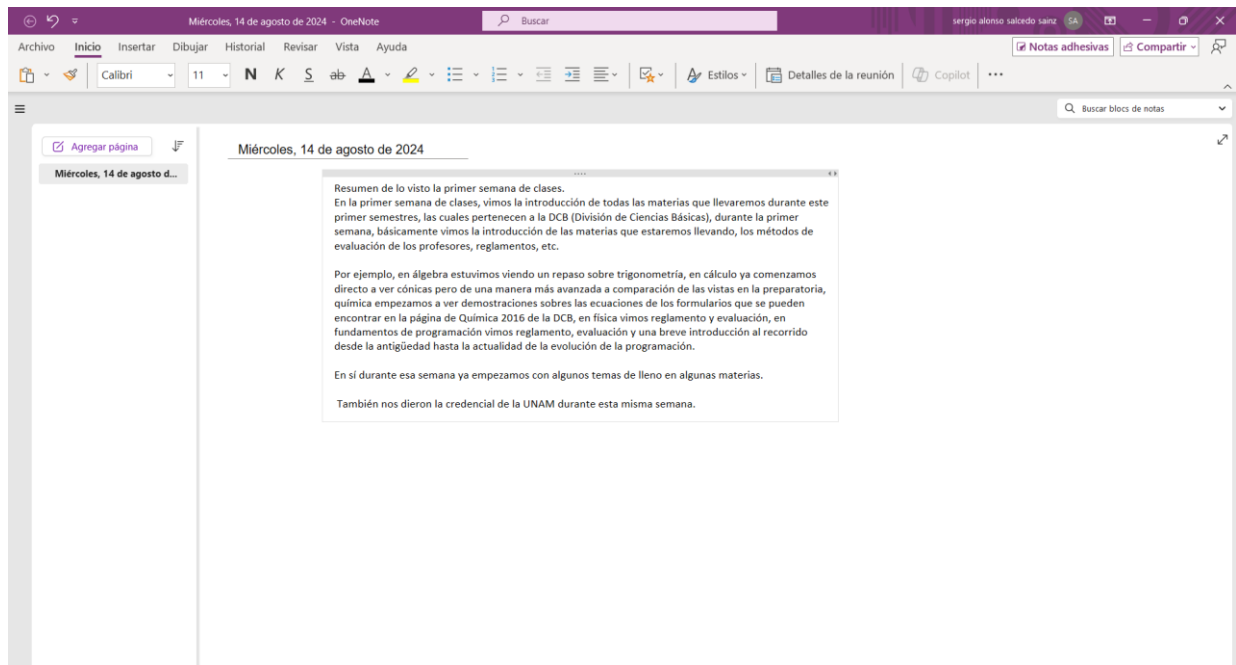 Miércoles, 14 de agosto de 2024 - OneNote
Buscar
sergio alonso salcedo sainz
SA
Archivo Inicio Insertar Dibujar Historial Revisar Vista Ayuda
Notas adhesivas
Compartir
Calibri
11
N K S ab A
Estilos
Detalles de la reunión
Copilot
Buscar blocs de notas
Agregar página
Miércoles, 14 de agosto d...
Miércoles, 14 de agosto de 2024
Resumen de lo visto la primer semana de clases.
En la primer semana de clases, vimos la introducción de todas las materias que llevaremos durante este
primer semestres, las cuales pertenecen a la DCB (División de Ciencias Básicas), durante la primer
semana, básicamente vimos la introducción de las materias que estaremos llevando, los métodos de
evaluación de los profesores, reglamentos, etc.
Por ejemplo, en álgebra estuvimos viendo un repaso sobre trigonometría, en cálculo ya comenzamos
directo a ver cónicas pero de una manera más avanzada a comparación de las vistas en la preparatoria,
química empezamos a ver demostraciones sobre las ecuaciones de los formularios que se pueden
encontrar en la página de Química 2016 de la DCB, en física vimos reglamento y evaluación, en
fundamentos de programación vimos reglamento, evaluación y una breve introducción al recorrido
desde la antigüedad hasta la actualidad de la evolución de la programación.
En sí durante esa semana ya empezamos con algunos temas de lleno en algunas materias.
También nos dieron la credencial de la UNAM durante esta misma semana.